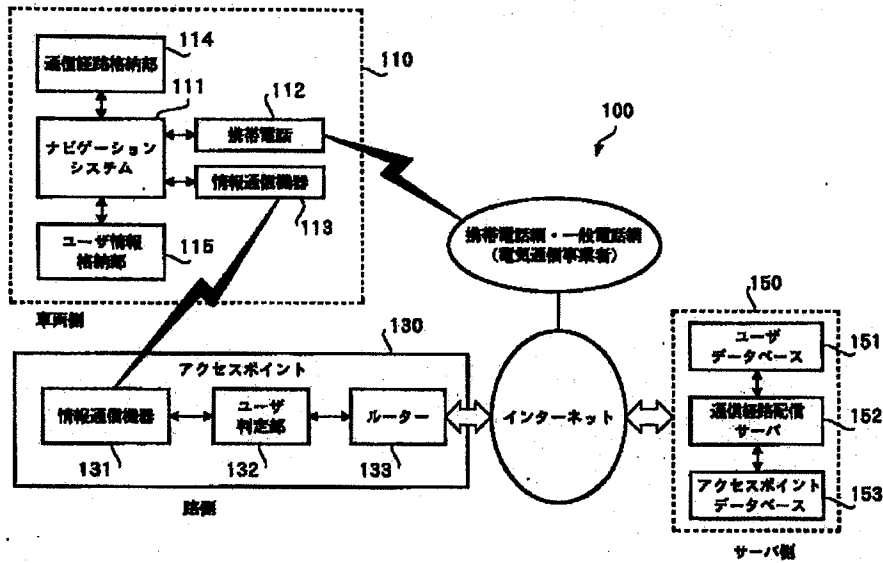 114
通信経路格納部
110
111
112
100
ナビゲーション
システム
携帯電話
情報通信機器
113
115
ユーザ情報
格納部
携帯電話網・一般電話網
(電気通信事業者)
車両側
150
130
アクセスポイント
ユーザ
データベース
151
情報通信機器
ユーザ
判定部
ルーター
インターネット
通信経路配信
サーバ
152
131
132
133
アクセスポイント
データベース
153
路側
サーバ側